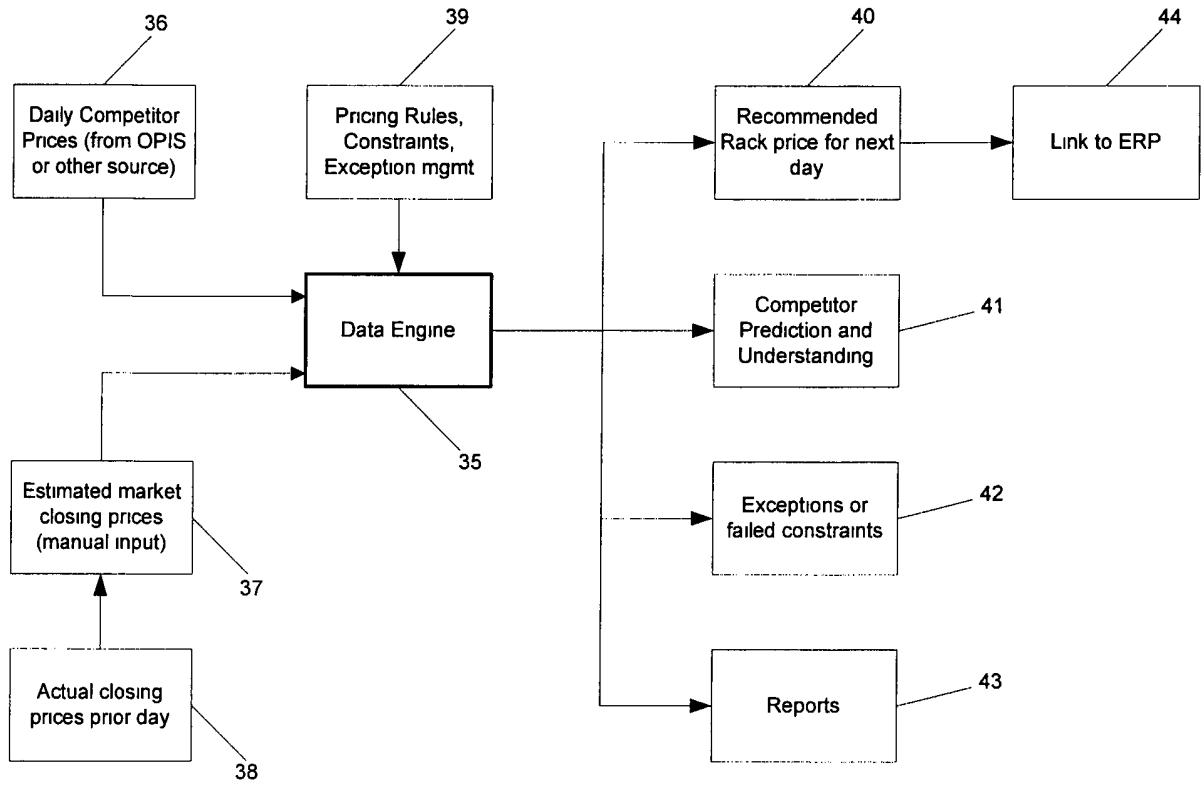 36
39
40
44
Daily Competitor
Prices (from OPIS
or other source)
Pricing Rules,
Constraints,
Exception mgmt
Recommended
Rack price for next
day
Link to ERP
Data Engine
35
Competitor
Prediction and
Understanding
41
Estimated market
closing prices
(manual input)
37
Exceptions or
failed constraints
42
Actual closing
prices prior day
38
Reports
43